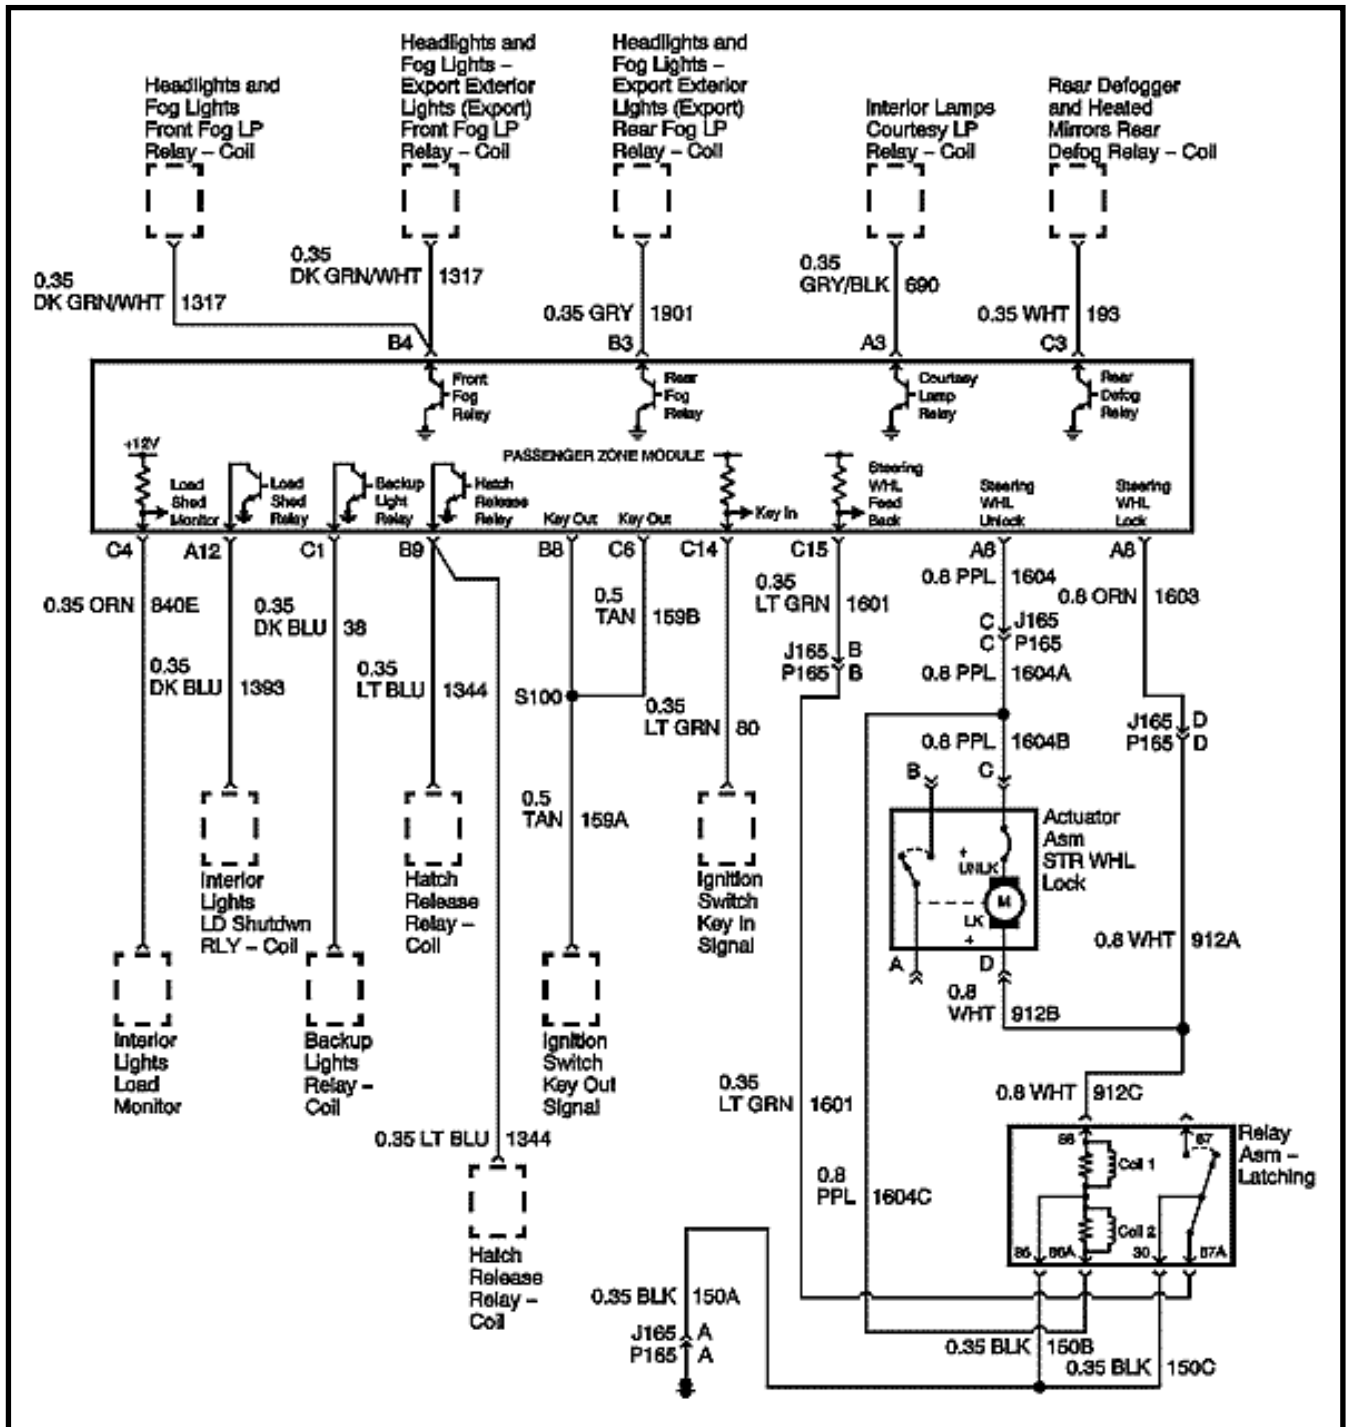 Headlights and
Fog Lights
Front Fog LP
Relay – Coil
Headlights and
Fog Lights –
Export Exterior
Lights (Export)
Front Fog LP
Relay – Coil
Headlights and
Fog Lights –
Export Exterior
Lights (Export)
Rear Fog LP
Relay – Coil
Interior Lamps
Courtesy LP
Relay – Coil
Rear Defogger
and Heated
Mirrors Rear
Defog Relay – Coil
0.35
DK GRN/WHT 1317
0.35
DK GRN/WHT 1317
0.35 GRY 1901
0.35
GRY/BLK 690
0.35 WHT 193
B4
B3
A3
C3
Front
Fog
Relay
Rear
Fog
Relay
Courtesy
Lamp
Relay
Rear
Defog
Relay
PASSENGER ZONE MODULE
+12V
Load
Shed
Monitor
Load
Shed
Relay
Backup
Light
Relay
Hatch
Release
Relay
Key Out
Key Out
Key In
Steering
WHL
Feed
Back
Steering
WHL
Unlock
Steering
WHL
Lock
C4
A12
C1
B9
B8
C6
C14
C15
A6
A8
0.35 ORN 840E
0.35
DK BLU 1393
0.35
DK BLU 38
0.35
LT BLU 1344
0.5
TAN 159B
S100
0.35
LT GRN 80
0.35
LT GRN 1601
J165 B
P165 B
0.8 PPL 1604
C J165
C P165
0.8 PPL 1604A
0.8 PPL 1604B
0.8 ORN 1603
J165 D
P165 D
B
C
Actuator
Asm
STR WHL
Lock
+
UNLK
M
LK
+
A
D
0.5
TAN 159A
Interior
Lights
LD Shutdwn
RLY – Coil
Hatch
Release
Relay –
Coil
Ignition
Switch
Key In
Signal
0.8 WHT 912A
0.8
WHT 912B
Interior
Lights
Load
Monitor
Backup
Lights
Relay –
Coil
Ignition
Switch
Key Out
Signal
0.35
LT GRN 1601
0.8 WHT 912C
0.35 LT BLU 1344
Hatch
Release
Relay –
Coil
0.8
PPL 1604C
86
87
Coil 1
Coil 2
85
86A
30
87A
Relay
Asm –
Latching
0.35 BLK 150A
J165 A
P165 A
0.35 BLK 150B
0.35 BLK 150C